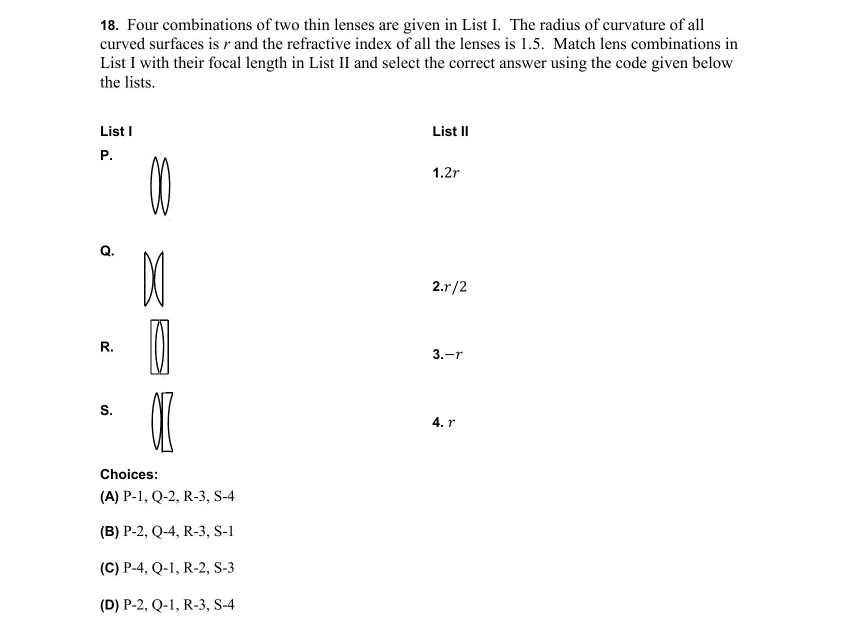 18. Four combinations of two thin lenses are given in List I. The radius of curvature of all
curved surfaces is r and the refractive index of all the lenses is 1.5. Match lens combinations in
List I with their focal length in List II and select the correct answer using the code given below
the lists.
List I List II
P.
1.2r
Q.
2.r/2
R.
3.−r
S.
4. r
Choices:
(A) P-1, Q-2, R-3, S-4
(B) P-2, Q-4, R-3, S-1
(C) P-4, Q-1, R-2, S-3
(D) P-2, Q-1, R-3, S-4